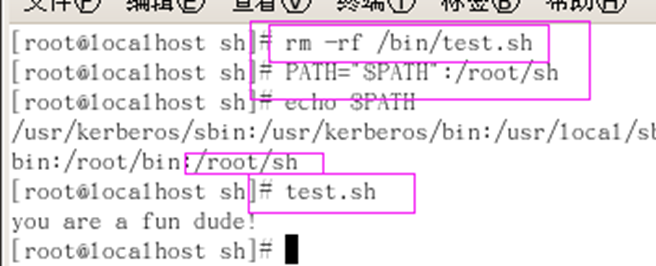 文件(F) 编辑(E) 查看(V) 终端(T) 标签(B) 帮助(H)
[root@localhost sh]# rm -rf /bin/test.sh
[root@localhost sh]# PATH="$PATH":/root/sh
[root@localhost sh]# echo $PATH
/usr/kerberos/sbin:/usr/kerberos/bin:/usr/local/sb
bin:/root/bin:/root/sh
[root@localhost sh]# test.sh
you are a fun dude!
[root@localhost sh]#